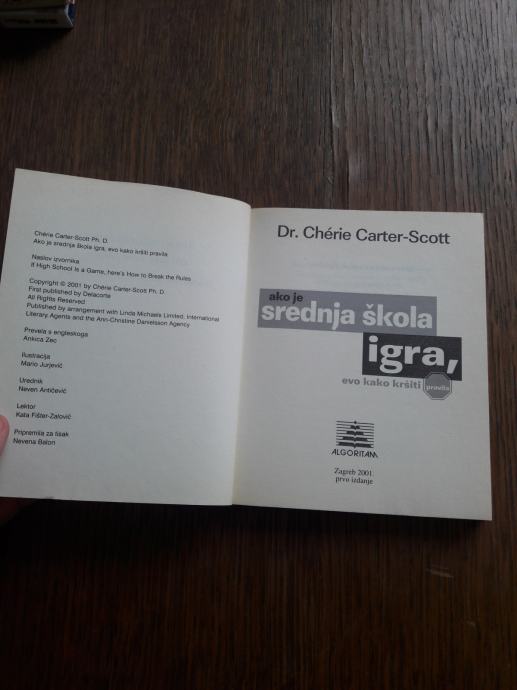 Chérie Carter-Scott Ph. D.
Ako je srednja škola igra, evo kako kršiti pravila
Naslov izvornika
If High School Is a Game, here's How to Break the Rules
Copyright © 2001 by Chérie Carter-Scott Ph.D.
First published by Delacorte
All Rights Reserved
Published by arrangement with Linda Michaels Limited, International
Literary Agents and the Ann-Christine Danielsson Agency
Prevela s engleskoga
Ankica Zec
Ilustracija
Mario Jurjević
Urednik
Neven Antičević
Lektor
Kata Fišter-Zalović
Pripremila za tisak
Nevena Balon
Dr. Chérie Carter-Scott
ako je
srednja škola
igra,
evo kako kršiti pravila
ALGORITAM
Zagreb 2001.
prvo izdanje